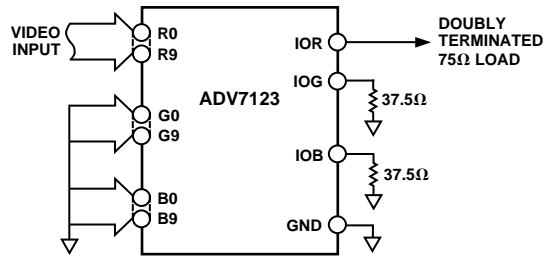 VIDEO
INPUT
R0
R9
G0
G9
B0
B9
ADV7123
IOR
IOG
IOB
GND
DOUBLY
TERMINATED
75Ω LOAD
37.5Ω
37.5Ω